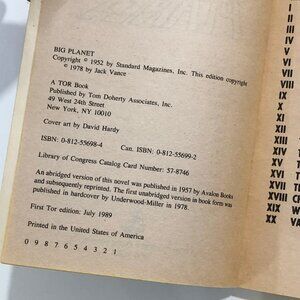 BIG PLANET
Copyright © 1952 by Standard Magazines, Inc. This edition copyright
© 1978 by Jack Vance
A TOR Book
Published by Tom Doherty Associates, Inc.
49 West 24th Street
New York, NY 10010
Cover art by David Hardy
ISBN: 0-812-55698-4 Can. ISBN: 0-812-55699-2
Library of Congress Catalog Card Number: 57-8746
An abridged version of this novel was published in 1957 by Avalon Books
and subsequently reprinted. The first unabridged version in book form was
published in hardcover by Underwood-Miller in 1978.
First Tor edition: July 1989
Printed in the United States of America
0 9 8 7 6 5 4 3 2 1
I
II
III
IV
V
VI
VII
VIII
IX
X
XI
XII
XIII
XIV
XV
XVI
XVII
XVIII
XIX
XX